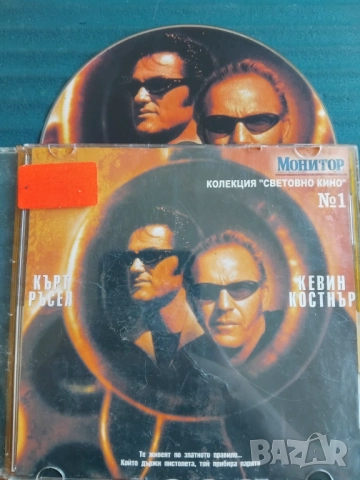 МОНИТОР
КОЛЕКЦИЯ "СВЕТОВНО КИНО"
№1
КЪРТ
РЪСЕЛ
КЕВИН
КОСТНЪР
Те живеят по златното правило...
Който държи пистолета, той прибира парите
BAZAR